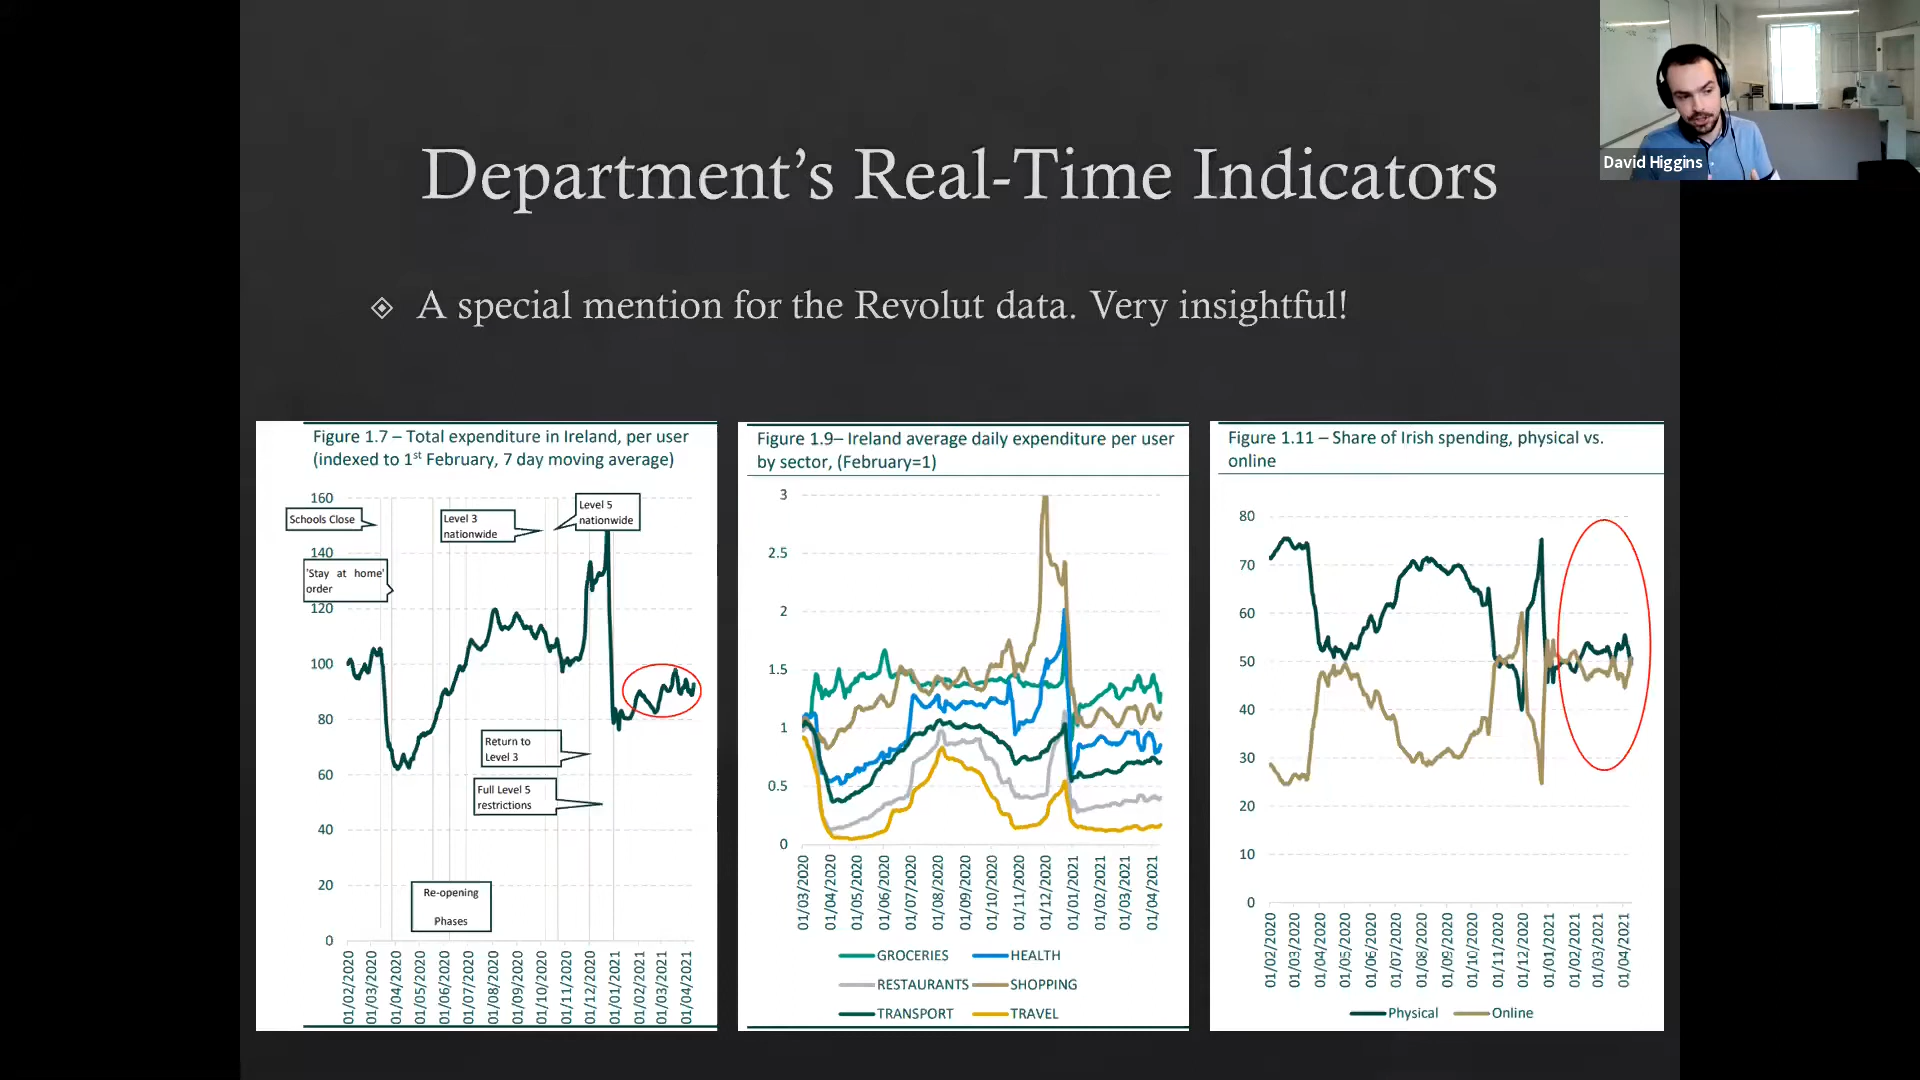 Department's Real-Time Indicators
David Higgins
A special mention for the Revolut data. Very insightful!
Figure 1.7 – Total expenditure in Ireland, per user
(indexed to 1st February, 7 day moving average)
160
140
120
100
80
60
40
20
0
Schools Close
'Stay at home'
order
Level 3
nationwide
Level 5
nationwide
Return to
Level 3
Full Level 5
restrictions
Re-opening
Phases
01/02/2020
01/03/2020
01/04/2020
01/05/2020
01/06/2020
01/07/2020
01/08/2020
01/09/2020
01/10/2020
01/11/2020
01/12/2020
01/01/2021
01/02/2021
01/03/2021
01/04/2021
Figure 1.9– Ireland average daily expenditure per user
by sector, (February=1)
3
2.5
2
1.5
1
0.5
0
01/03/2020
01/04/2020
01/05/2020
01/06/2020
01/07/2020
01/08/2020
01/09/2020
01/10/2020
01/11/2020
01/12/2020
01/01/2021
01/02/2021
01/03/2021
01/04/2021
GROCERIES HEALTH
RESTAURANTS SHOPPING
TRANSPORT TRAVEL
Figure 1.11 – Share of Irish spending, physical vs.
online
80
70
60
50
40
30
20
10
0
01/02/2020
01/03/2020
01/04/2020
01/05/2020
01/06/2020
01/07/2020
01/08/2020
01/09/2020
01/10/2020
01/11/2020
01/12/2020
01/01/2021
01/02/2021
01/03/2021
01/04/2021
Physical Online